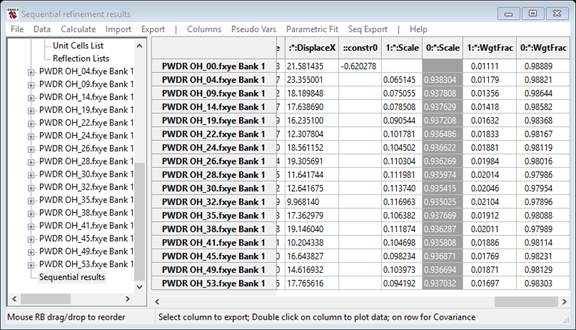 Sequential refinement results
File Data Calculate Import Export | Columns Pseudo Vars Parametric Fit Seq Export | Help
Unit Cells List
Reflection Lists
PWDR OH_04.fxye Bank 1
PWDR OH_09.fxye Bank 1
PWDR OH_14.fxye Bank 1
PWDR OH_19.fxye Bank 1
PWDR OH_22.fxye Bank 1
PWDR OH_24.fxye Bank 1
PWDR OH_26.fxye Bank 1
PWDR OH_28.fxye Bank 1
PWDR OH_30.fxye Bank 1
PWDR OH_32.fxye Bank 1
PWDR OH_35.fxye Bank 1
PWDR OH_38.fxye Bank 1
PWDR OH_41.fxye Bank 1
PWDR OH_45.fxye Bank 1
PWDR OH_49.fxye Bank 1
PWDR OH_53.fxye Bank 1
Sequential results
:*:DisplaceX ::constr0 1:*:Scale 0:*:Scale 1:*:WgtFrac 0:*:WgtFrac
PWDR OH_00.fxye Bank 1 21.581435 -0.620278 0.01111 0.98889
PWDR OH_04.fxye Bank 1 23.355001 0.065145 0.938304 0.01179 0.98821
PWDR OH_09.fxye Bank 1 18.189848 0.075055 0.937808 0.01356 0.98644
PWDR OH_14.fxye Bank 1 17.638690 0.078508 0.937629 0.01418 0.98582
PWDR OH_19.fxye Bank 1 16.235100 0.090544 0.937208 0.01632 0.98368
PWDR OH_22.fxye Bank 1 12.307804 0.101781 0.936486 0.01833 0.98167
PWDR OH_24.fxye Bank 1 18.561152 0.104502 0.936622 0.01881 0.98119
PWDR OH_26.fxye Bank 1 19.305691 0.110304 0.936269 0.01984 0.98016
PWDR OH_28.fxye Bank 1 11.641744 0.111981 0.935974 0.02014 0.97986
PWDR OH_30.fxye Bank 1 12.641675 0.113740 0.935415 0.02046 0.97954
PWDR OH_32.fxye Bank 1 9.968140 0.116963 0.935025 0.02104 0.97896
PWDR OH_35.fxye Bank 1 17.362979 0.106382 0.937669 0.01912 0.98088
PWDR OH_38.fxye Bank 1 19.146040 0.111874 0.936287 0.02011 0.97989
PWDR OH_41.fxye Bank 1 10.204338 0.104698 0.935808 0.01886 0.98114
PWDR OH_45.fxye Bank 1 16.643827 0.098234 0.936871 0.01769 0.98231
PWDR OH_49.fxye Bank 1 14.616932 0.103973 0.936694 0.01871 0.98129
PWDR OH_53.fxye Bank 1 17.765616 0.094192 0.937032 0.01697 0.98303
Mouse RB drag/drop to reorder
Select column to export; Double click on column to plot data; on row for Covariance